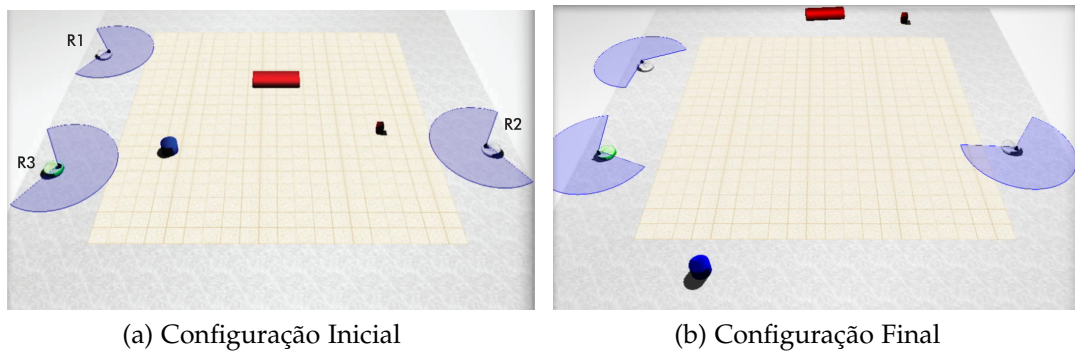 R1
R2
R3
(a) Configuração Inicial
(b) Configuração Final